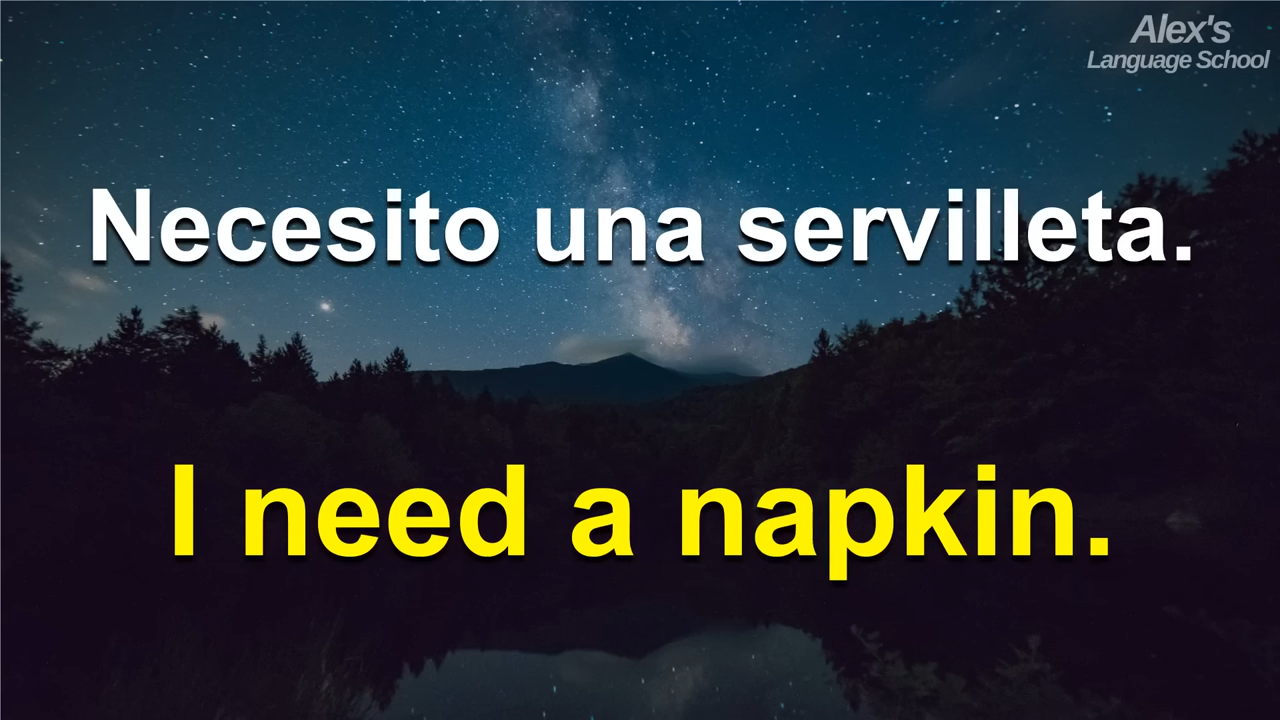 Alex's
Language School
Necesito una servilleta.
I need a napkin.